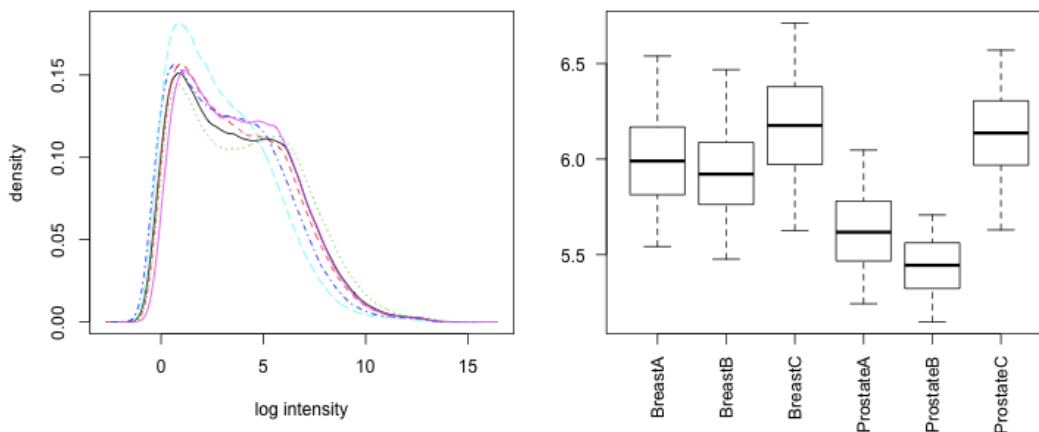 density
0.15
0.10
0.05
0.00
0
5
10
15
log intensity
6.5
6.0
5.5
BreastA
BreastB
BreastC
ProstateA
ProstateB
ProstateC